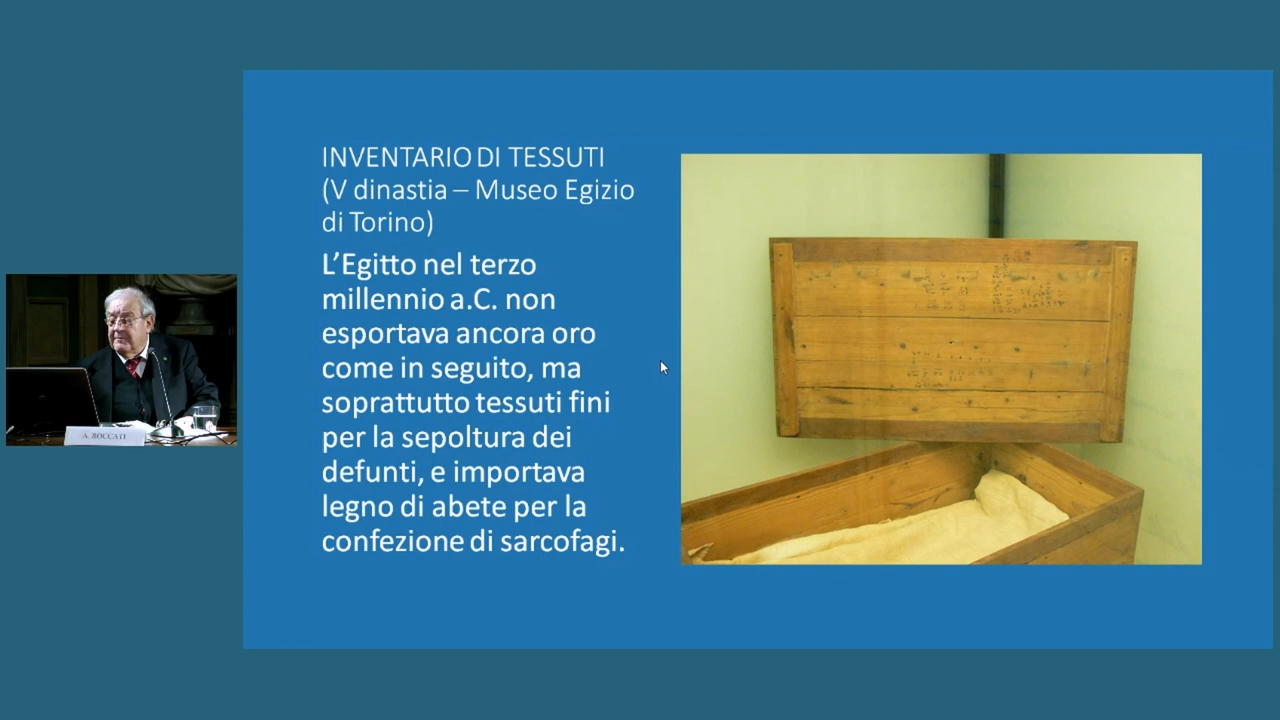 INVENTARIO DI TESSUTI
(V dinastia – Museo Egizio
di Torino)
L’Egitto nel terzo
millennio a.C. non
esportava ancora oro
come in seguito, ma
soprattutto tessuti fini
per la sepoltura dei
defunti, e importava
legno di abete per la
confezione di sarcofagi.